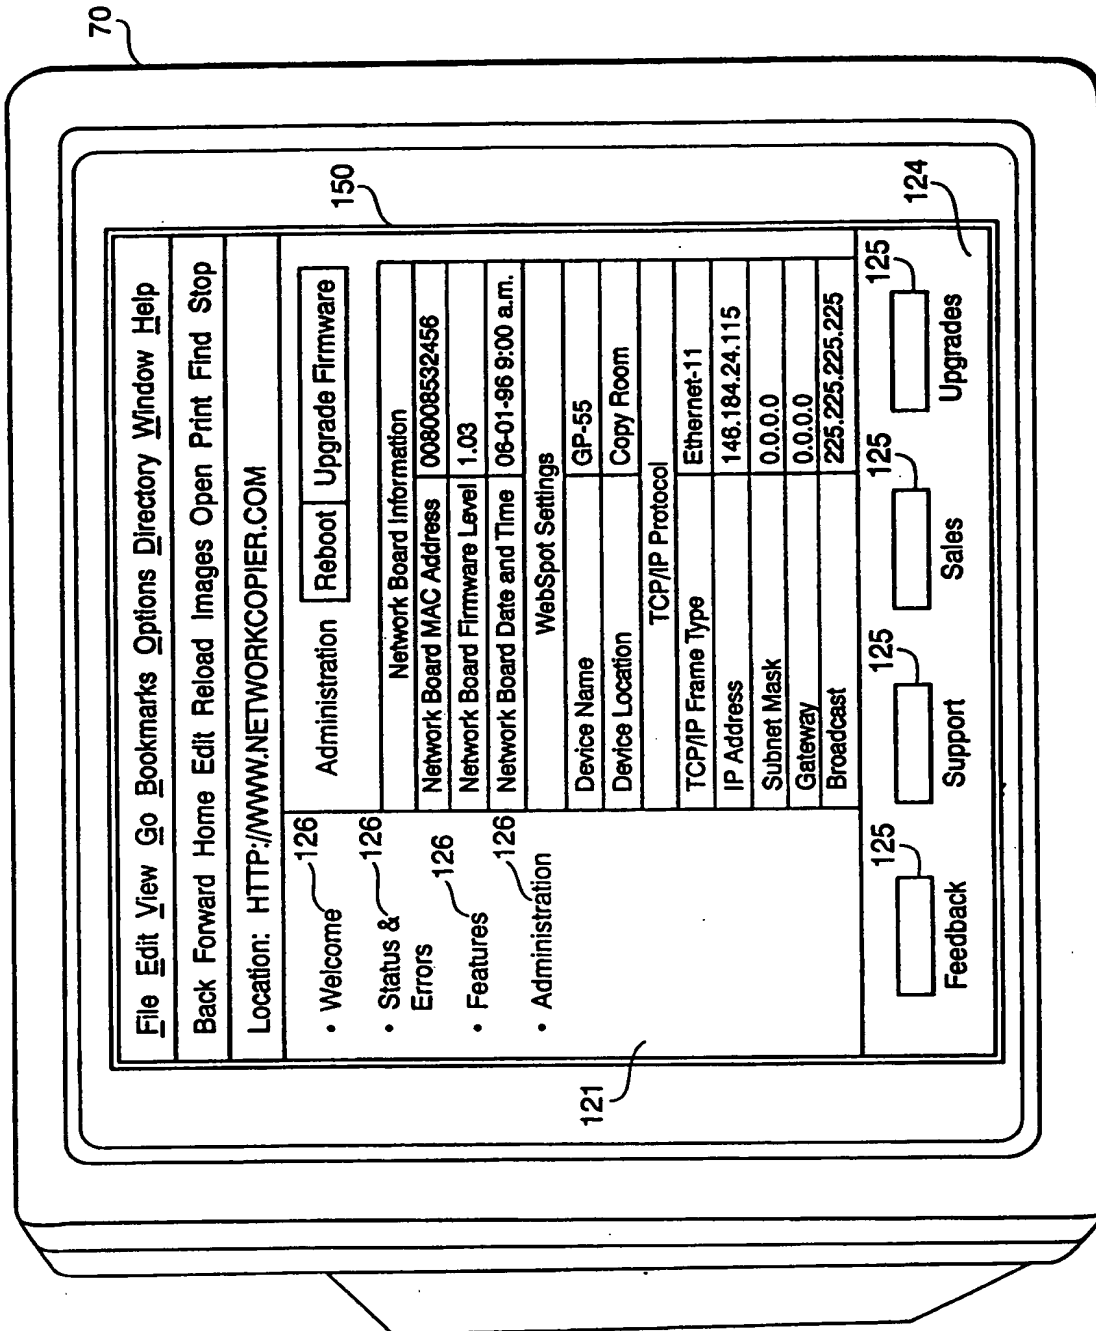 70
File Edit View Go Bookmarks Options Directory Window Help
Back Forward Home Edit Reload Images Open Print Find Stop
Location: HTTP://WWW.NETWORKCOPIER.COM
150
• Welcome
126
• Status &
Errors
126
• Features
126
• Administration
126
121
Administration Reboot Upgrade Firmware
Network Board Information
Network Board MAC Address 008008532456
Network Board Firmware Level 1.03
Network Board Date and Time 06-01-96 9:00 a.m.
WebSpot Settings
Device Name GP-55
Device Location Copy Room
TCP/IP Protocol
TCP/IP Frame Type Ethernet-11
IP Address 146.184.24.115
Subnet Mask 0.0.0.0
Gateway 0.0.0.0
Broadcast 225.225.225.225
125 125 125 125
Feedback Support Sales Upgrades
124